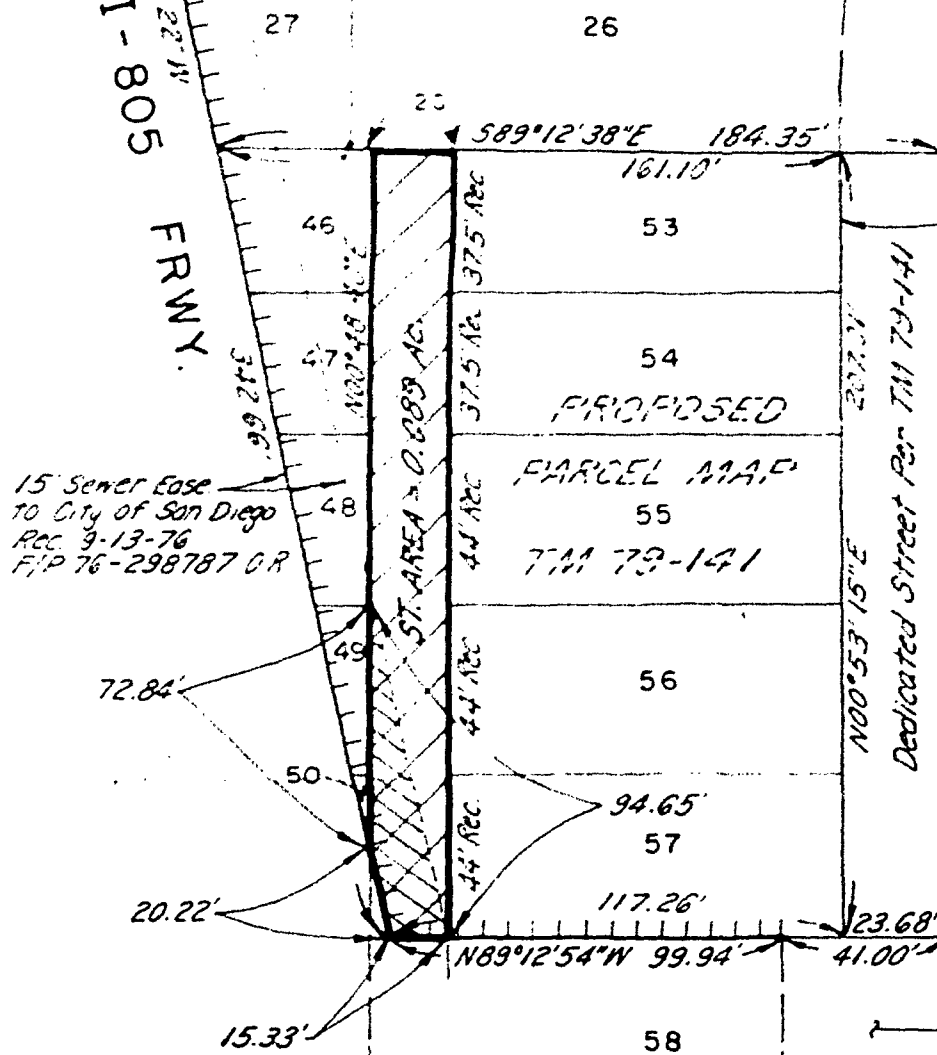 I-805 FRWY.
22" W
27
26
S89°12'38"E 184.35'
161.10'
46
53
37.5' Rec
47
54
37.5' Rec
342.66'
ST. AREA = 0.089 AC.
PROPOSED
PARCEL MAP
TM 79-141
15' Sewer Ease.
to City of San Diego
Rec. 9-13-76
F/P 76-298787 O.R
48
55
44' Rec
49
56
44' Rec
N00°53'15"E
Dedicated Street Per TM 79-141
72.84'
50
94.65'
57
44' Rec
20.22'
117.26'
23.68'
N89°12'54"W 99.94'
41.00'
15.33'
58